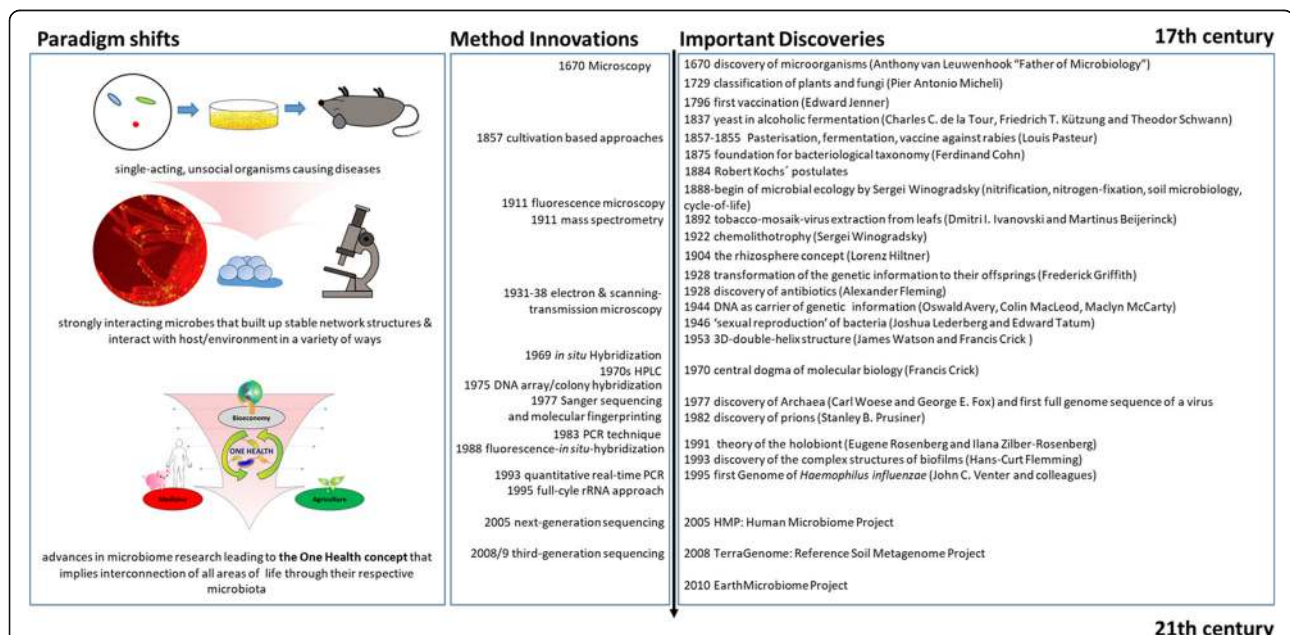 Paradigm shifts
Method Innovations
Important Discoveries
17th century
single-acting, unsocial organisms causing diseases
strongly interacting microbes that built up stable network structures &
interact with host/environment in a variety of ways
Bioeconomy
ONE HEALTH
Medicine
Agriculture
advances in microbiome research leading to the One Health concept that
implies interconnection of all areas of life through their respective
microbiota
1670 Microscopy
1857 cultivation based approaches
1911 fluorescence microscopy
1911 mass spectrometry
1931-38 electron & scanning-
transmission microscopy
1969 in situ Hybridization
1970s HPLC
1975 DNA array/colony hybridization
1977 Sanger sequencing
and molecular fingerprinting
1983 PCR technique
1988 fluorescence-in situ-hybridization
1993 quantitative real-time PCR
1995 full-cyle rRNA approach
2005 next-generation sequencing
2008/9 third-generation sequencing
1670 discovery of microorganisms (Anthony van Leuwenhook "Father of Microbiology")
1729 classification of plants and fungi (Pier Antonio Micheli)
1796 first vaccination (Edward Jenner)
1837 yeast in alcoholic fermentation (Charles C. de la Tour, Friedrich T. Kützung and Theodor Schwann)
1857-1855 Pasterisation, fermentation, vaccine against rabies (Louis Pasteur)
1875 foundation for bacteriological taxonomy (Ferdinand Cohn)
1884 Robert Kochs´ postulates
1888-begin of microbial ecology by Sergei Winogradsky (nitrification, nitrogen-fixation, soil microbiology,
cycle-of-life)
1892 tobacco-mosaik-virus extraction from leafs (Dmitri I. Ivanovski and Martinus Beijerinck)
1922 chemolithotrophy (Sergei Winogradsky)
1904 the rhizosphere concept (Lorenz Hiltner)
1928 transformation of the genetic information to their offsprings (Frederick Griffith)
1928 discovery of antibiotics (Alexander Fleming)
1944 DNA as carrier of genetic information (Oswald Avery, Colin MacLeod, Maclyn McCarty)
1946 'sexual reproduction' of bacteria (Joshua Lederberg and Edward Tatum)
1953 3D-double-helix structure (James Watson and Francis Crick )
1970 central dogma of molecular biology (Francis Crick)
1977 discovery of Archaea (Carl Woese and George E. Fox) and first full genome sequence of a virus
1982 discovery of prions (Stanley B. Prusiner)
1991 theory of the holobiont (Eugene Rosenberg and Ilana Zilber-Rosenberg)
1993 discovery of the complex structures of biofilms (Hans-Curt Flemming)
1995 first Genome of Haemophilus influenzae (John C. Venter and colleagues)
2005 HMP: Human Microbiome Project
2008 TerraGenome: Reference Soil Metagenome Project
2010 EarthMicrobiome Project
21th century